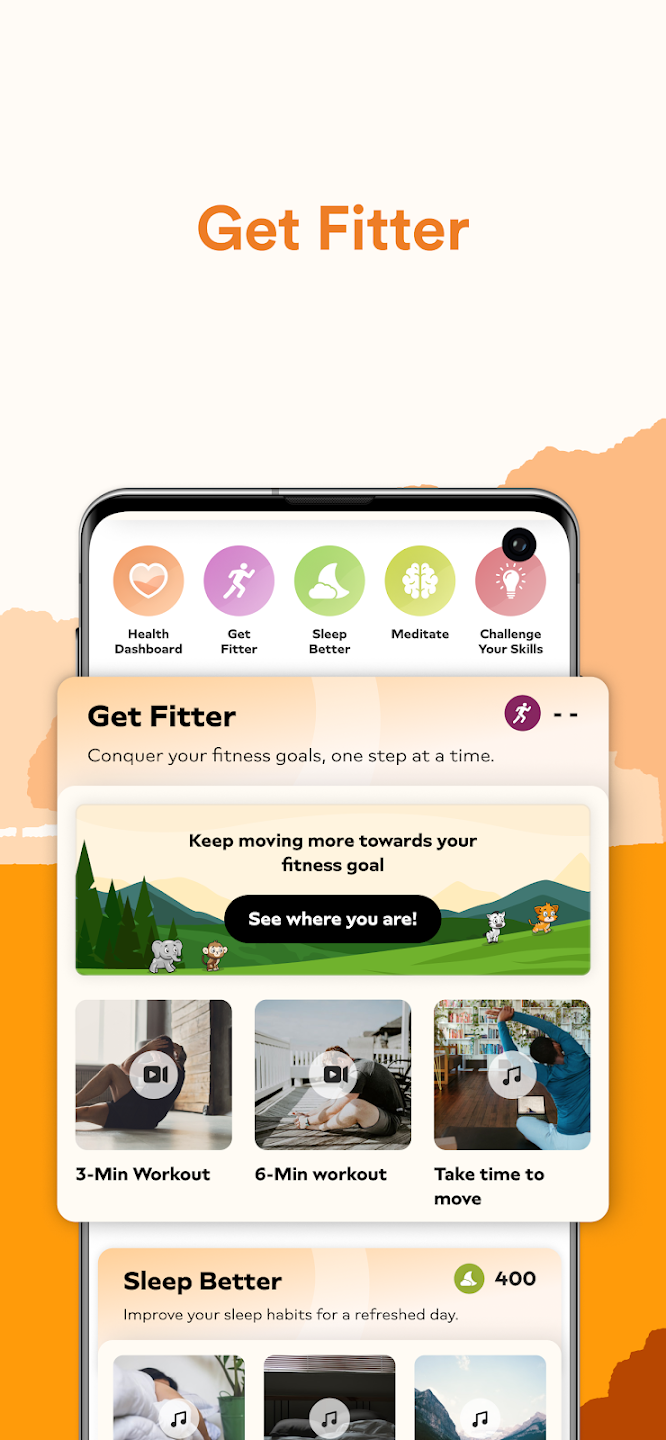 Get Fitter
Health
Dashboard
Get
Fitter
Sleep
Better
Meditate
Challenge
Your Skills
Get Fitter
- -
Conquer your fitness goals, one step at a time.
Keep moving more towards your
fitness goal
See where you are!
3-Min Workout
6-Min workout
Take time to
move
Sleep Better
400
Improve your sleep habits for a refreshed day.